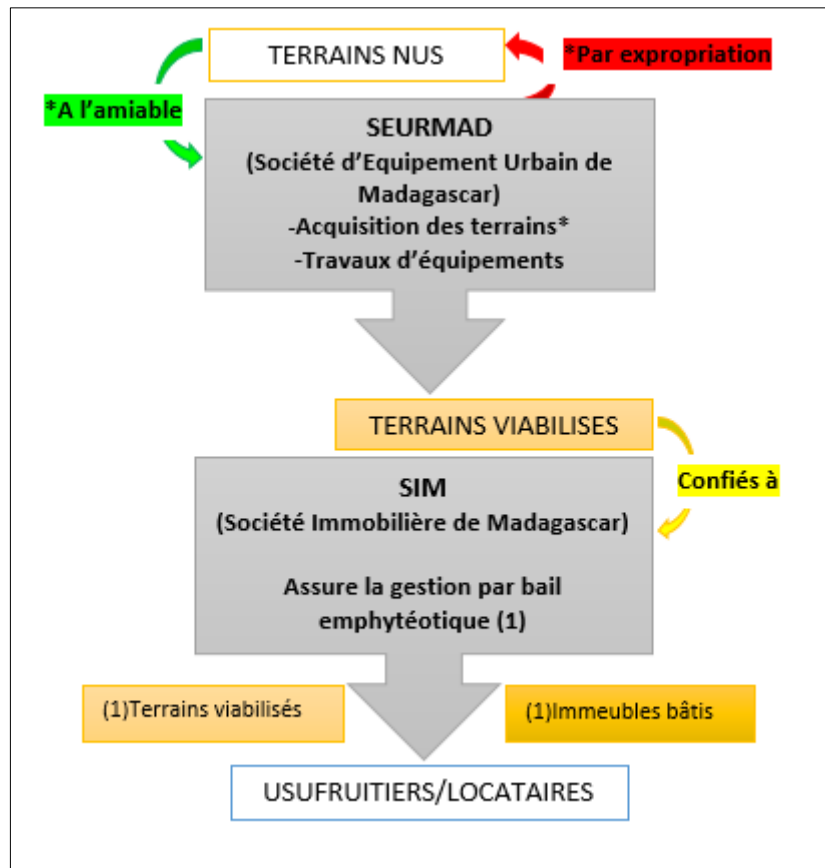 TERRAINS NUS
*Par expropriation
*A l’amiable
SEURMAD
(Société d’Equipement Urbain de
Madagascar)
-Acquisition des terrains*
-Travaux d’équipements
TERRAINS VIABILISES
Confiés à
SIM
(Société Immobilière de Madagascar)
Assure la gestion par bail
emphytéotique (1)
(1)Terrains viabilisés
(1)Immeubles bâtis
USUFRUITIERS/LOCATAIRES